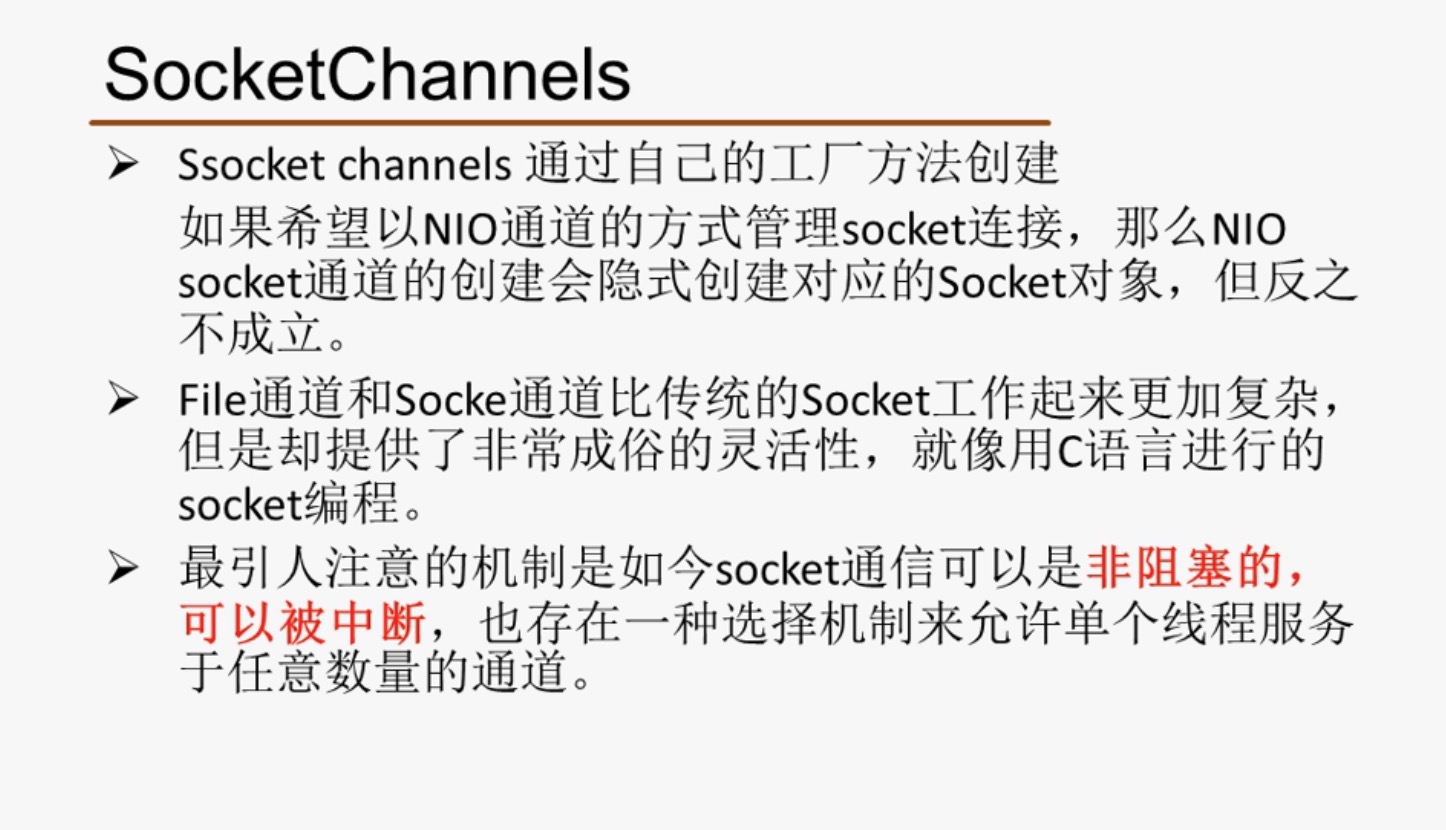 SocketChannels
Ssocket channels 通过自己的工厂方法创建
如果希望以NIO通道的方式管理socket连接，那么NIO
socket通道的创建会隐式创建对应的Socket对象，但反之
不成立。
File通道和Socke通道比传统的Socket工作起来更加复杂，
但是却提供了非常成俗的灵活性，就像用C语言进行的
socket编程。
最引人注意的机制是如今socket通信可以是非阻塞的，
可以被中断，也存在一种选择机制来允许单个线程服务
于任意数量的通道。